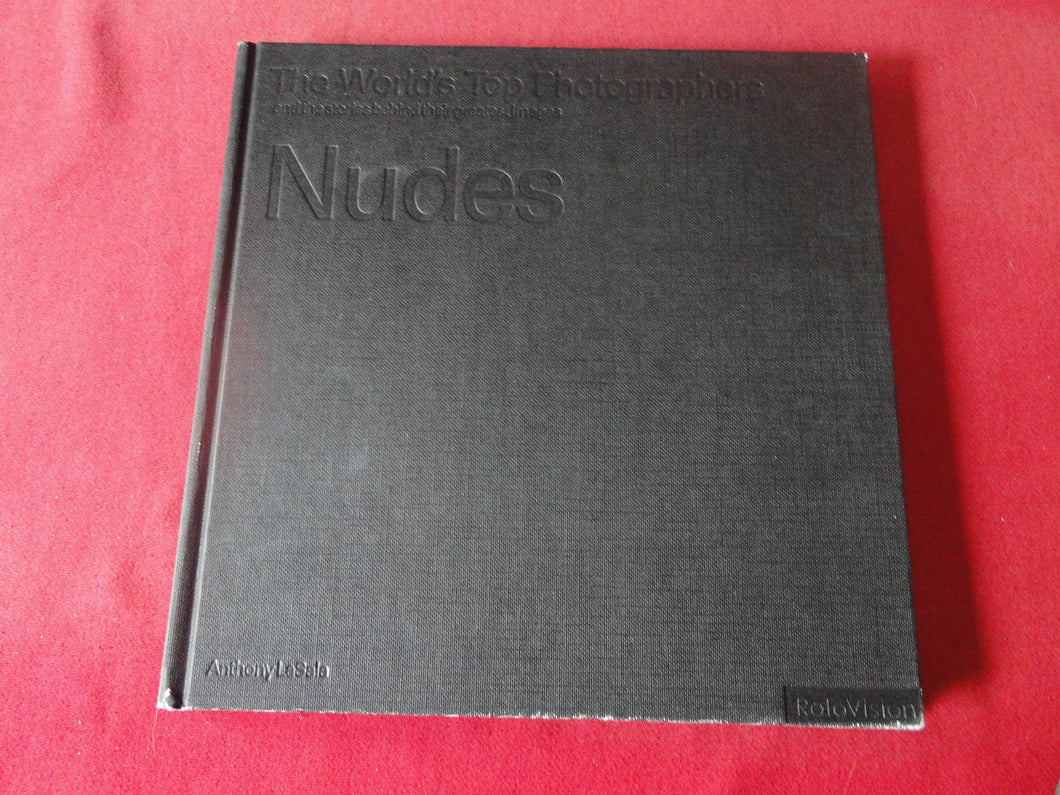 The World's Top Photographers
and the stories behind their greatest images
Nudes
Anthony LaSala
RotoVision